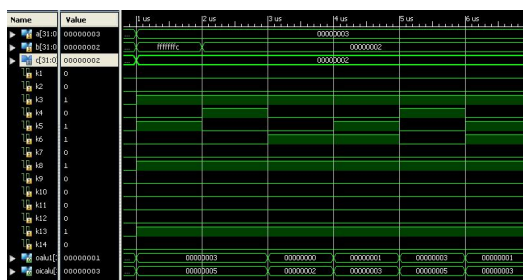 Name Value 1 us 2 us 3 us 4 us 5 us 6 us
a[31:0 00000003 00000003
b[31:0 00000002 fffffffc 00000002
c[31:0 00000002 00000002
k1 0
k2 0
k3 1
k4 0
k5 1
k6 1
k7 0
k8 1
k9 0
k10 0
k11 0
k12 0
k13 1
k14 0
oalu1[ 00000001 00000003 00000000 00000001 00000003 00000001
oicalu[ 00000003 00000005 00000002 00000003 00000005 00000003